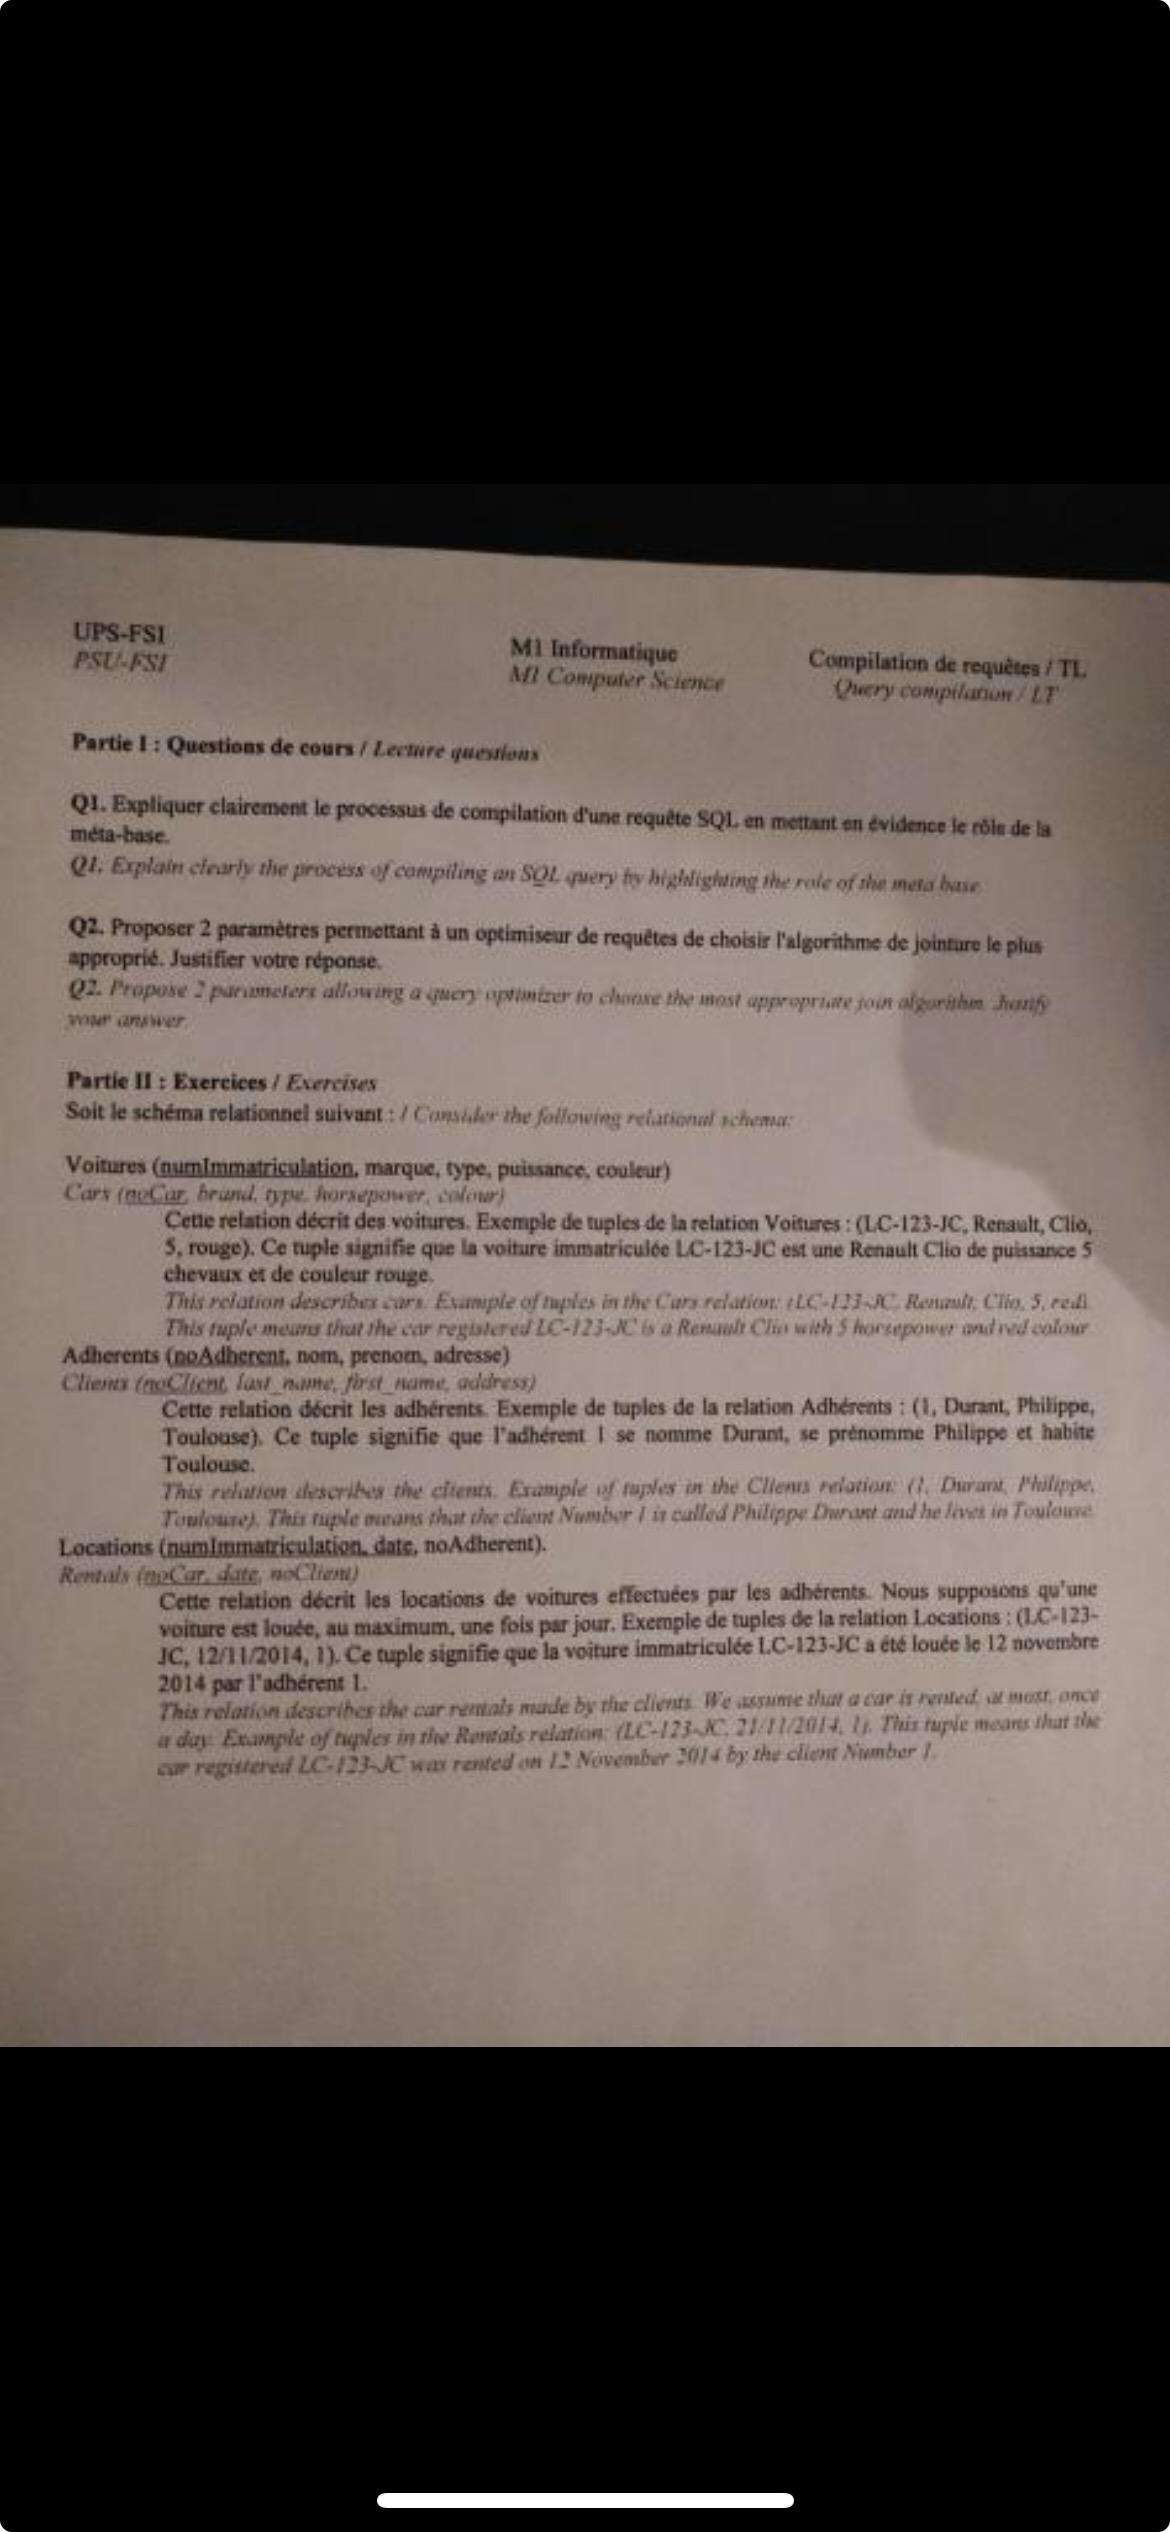 UPS-FSI
PSU-FSI
M1 Informatique
M1 Computer Science
Compilation de requêtes / TL
Query compilation / LT
Partie I : Questions de cours / Lecture questions
Q1. Expliquer clairement le processus de compilation d'une requête SQL en mettant en évidence le rôle de la
méta-base.
Q1. Explain clearly the process of compiling an SQL query by highlighting the role of the meta base
Q2. Proposer 2 paramètres permettant à un optimiseur de requêtes de choisir l'algorithme de jointure le plus
approprié. Justifier votre réponse.
Q2. Propose 2 parameters allowing a query optimizer to choose the most appropriate join algorithm. Justify
your answer
Partie II : Exercices / Exercises
Soit le schéma relationnel suivant : / Consider the following relational schema:
Voitures (numImmatriculation, marque, type, puissance, couleur)
Cars (noCar, brand, type, horsepower, colour)
Cette relation décrit des voitures. Exemple de tuples de la relation Voitures : (LC-123-JC, Renault, Clio,
5, rouge). Ce tuple signifie que la voiture immatriculée LC-123-JC est une Renault Clio de puissance 5
chevaux et de couleur rouge.
This relation describes cars. Example of tuples in the Cars relation: (LC-123-JC, Renault, Clio, 5, red).
This tuple means that the car registered LC-123-JC is a Renault Clio with 5 horsepower and red colour
Adherents (noAdherent, nom, prenom, adresse)
Clients (noClient, last_name, first_name, address)
Cette relation décrit les adhérents. Exemple de tuples de la relation Adhérents : (1, Durant, Philippe,
Toulouse). Ce tuple signifie que l'adhérent 1 se nomme Durant, se prénomme Philippe et habite
Toulouse.
This relation describes the clients. Example of tuples in the Clients relation: (1, Durant, Philippe,
Toulouse). This tuple means that the client Number 1 is called Philippe Durant and he lives in Toulouse.
Locations (numImmatriculation, date, noAdherent).
Rentals (noCar, date, noClient)
Cette relation décrit les locations de voitures effectuées par les adhérents. Nous supposons qu'une
voiture est louée, au maximum, une fois par jour. Exemple de tuples de la relation Locations : (LC-123-
JC, 12/11/2014, 1). Ce tuple signifie que la voiture immatriculée LC-123-JC a été louée le 12 novembre
2014 par l'adhérent 1.
This relation describes the car rentals made by the clients. We assume that a car is rented, at most, once
a day. Example of tuples in the Rentals relation: (LC-123-JC, 21/11/2014, 1). This tuple means that the
car registered LC-123-JC was rented on 12 November 2014 by the client Number 1.